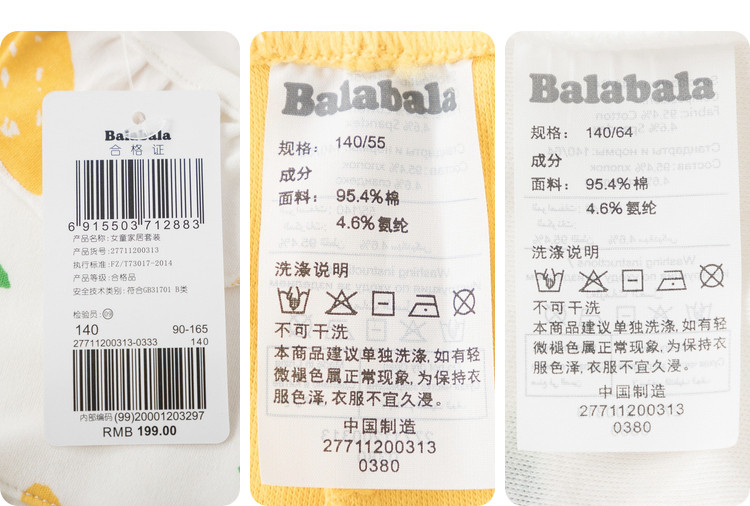 Balabala
合格证
6 915503 712883
产品名称:女童家居套装
产品货号:27711200313
执行标准:FZ/T73017-2014
产品等级:合格品
安全技术类别:符合GB31701 B类
检验员:
140 90-165
27711200313-0333 140
内部编码 (99)20001203297
RMB 199.00
Balabala
规格: 140/55
成分
面料: 95.4%棉
4.6%氨纶
洗涤说明
不可干洗
本商品建议单独洗涤,如有轻
微褪色属正常现象,为保持衣
服色泽,衣服不宜久浸。
中国制造
27711200313
0380
Balabala
规格: 140/64
成分
面料: 95.4%棉
4.6%氨纶
洗涤说明
不可干洗
本商品建议单独洗涤,如有轻
微褪色属正常现象,为保持衣
服色泽,衣服不宜久浸。
中国制造
27711200313
0380